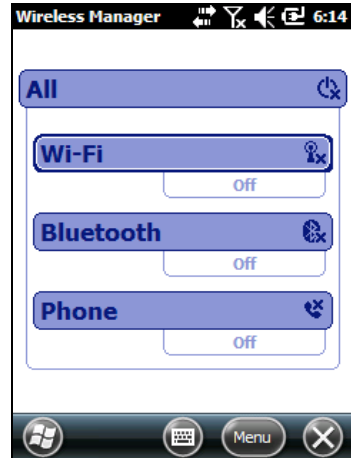 Wireless Manager 6:14
All
Wi-Fi
Off
Bluetooth
Off
Phone
Off
Menu